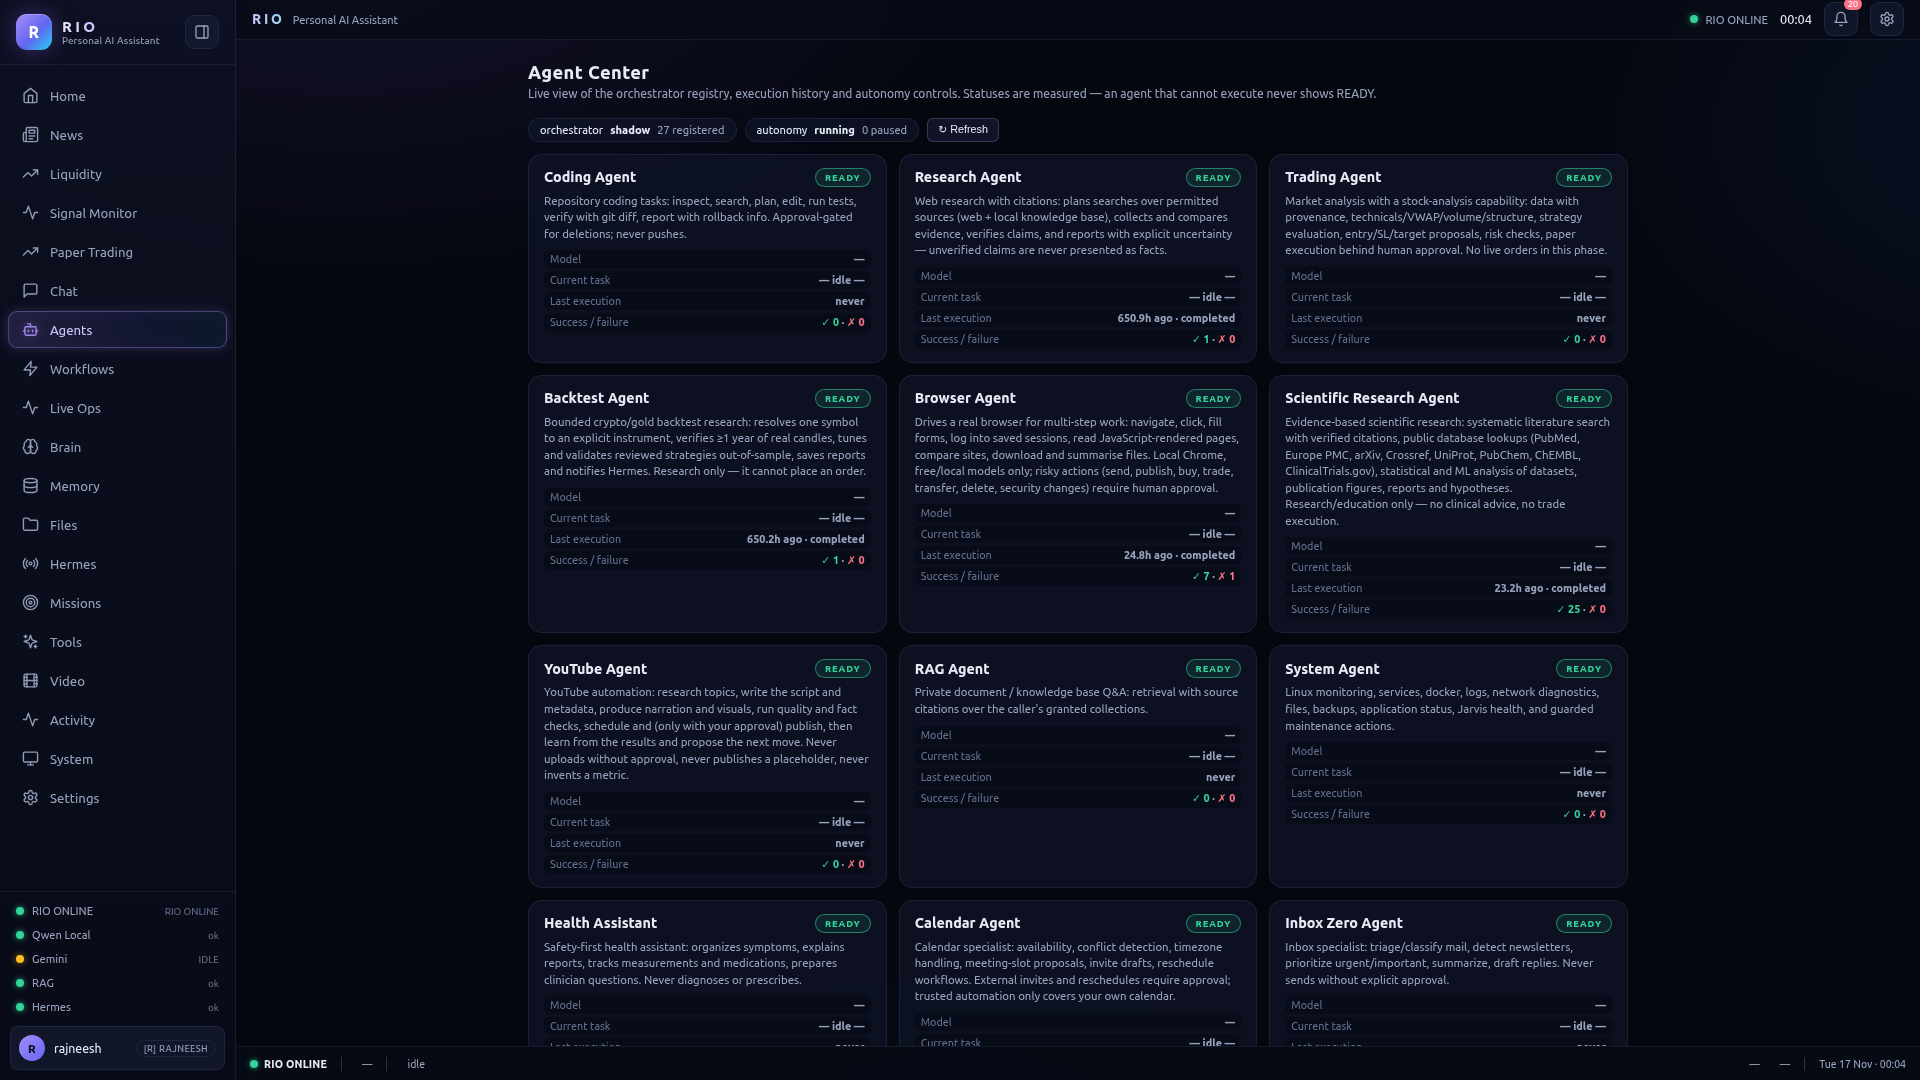 R
RIO
Personal AI Assistant
Home
News
Liquidity
Signal Monitor
Paper Trading
Chat
Agents
Workflows
Live Ops
Brain
Memory
Files
Hermes
Missions
Tools
Video
Activity
System
Settings
RIO ONLINE RIO ONLINE
Qwen Local ok
Gemini IDLE
RAG ok
Hermes ok
R rajneesh [R] RAJNEESH
RIO Personal AI Assistant
RIO ONLINE 00:04 20
Agent Center
Live view of the orchestrator registry, execution history and autonomy controls. Statuses are measured — an agent that cannot execute never shows READY.
orchestrator shadow 27 registered
autonomy running 0 paused
↻ Refresh
Coding Agent READY
Repository coding tasks: inspect, search, plan, edit, run tests,
verify with git diff, report with rollback info. Approval-gated
for deletions; never pushes.
Model —
Current task — idle —
Last execution never
Success / failure ✓ 0 · ✗ 0
Research Agent READY
Web research with citations: plans searches over permitted
sources (web + local knowledge base), collects and compares
evidence, verifies claims, and reports with explicit uncertainty
— unverified claims are never presented as facts.
Model —
Current task — idle —
Last execution 650.9h ago · completed
Success / failure ✓ 1 · ✗ 0
Trading Agent READY
Market analysis with a stock-analysis capability: data with
provenance, technicals/VWAP/volume/structure, strategy
evaluation, entry/SL/target proposals, risk checks, paper
execution behind human approval. No live orders in this phase.
Model —
Current task — idle —
Last execution never
Success / failure ✓ 0 · ✗ 0
Backtest Agent READY
Bounded crypto/gold backtest research: resolves one symbol
to an explicit instrument, verifies ≥1 year of real candles, tunes
and validates reviewed strategies out-of-sample, saves reports
and notifies Hermes. Research only — it cannot place an order.
Model —
Current task — idle —
Last execution 650.2h ago · completed
Success / failure ✓ 1 · ✗ 0
Browser Agent READY
Drives a real browser for multi-step work: navigate, click, fill
forms, log into saved sessions, read JavaScript-rendered pages,
compare sites, download and summarise files. Local Chrome,
free/local models only; risky actions (send, publish, buy, trade,
transfer, delete, security changes) require human approval.
Model —
Current task — idle —
Last execution 24.8h ago · completed
Success / failure ✓ 7 · ✗ 1
Scientific Research Agent READY
Evidence-based scientific research: systematic literature search
with verified citations, public database lookups (PubMed,
Europe PMC, arXiv, Crossref, UniProt, PubChem, ChEMBL,
ClinicalTrials.gov), statistical and ML analysis of datasets,
publication figures, reports and hypotheses.
Research/education only — no clinical advice, no trade
execution.
Model —
Current task — idle —
Last execution 23.2h ago · completed
Success / failure ✓ 25 · ✗ 0
YouTube Agent READY
YouTube automation: research topics, write the script and
metadata, produce narration and visuals, run quality and fact
checks, schedule and (only with your approval) publish, then
learn from the results and propose the next move. Never
uploads without approval, never publishes a placeholder, never
invents a metric.
Model —
Current task — idle —
Last execution never
Success / failure ✓ 0 · ✗ 0
RAG Agent READY
Private document / knowledge base Q&A: retrieval with source
citations over the caller's granted collections.
Model —
Current task — idle —
Last execution never
Success / failure ✓ 0 · ✗ 0
System Agent READY
Linux monitoring, services, docker, logs, network diagnostics,
files, backups, application status, Jarvis health, and guarded
maintenance actions.
Model —
Current task — idle —
Last execution never
Success / failure ✓ 0 · ✗ 0
Health Assistant READY
Safety-first health assistant: organizes symptoms, explains
reports, tracks measurements and medications, prepares
clinician questions. Never diagnoses or prescribes.
Model —
Current task — idle —
Calendar Agent READY
Calendar specialist: availability, conflict detection, timezone
handling, meeting-slot proposals, invite drafts, reschedule
workflows. External invites and reschedules require approval;
trusted automation only covers your own calendar.
Model —
Current task — idle —
Inbox Zero Agent READY
Inbox specialist: triage/classify mail, detect newsletters,
prioritize urgent/important, summarize, draft replies. Never
sends without explicit approval.
Model —
Current task — idle —
RIO ONLINE — idle — — Tue 17 Nov · 00:04